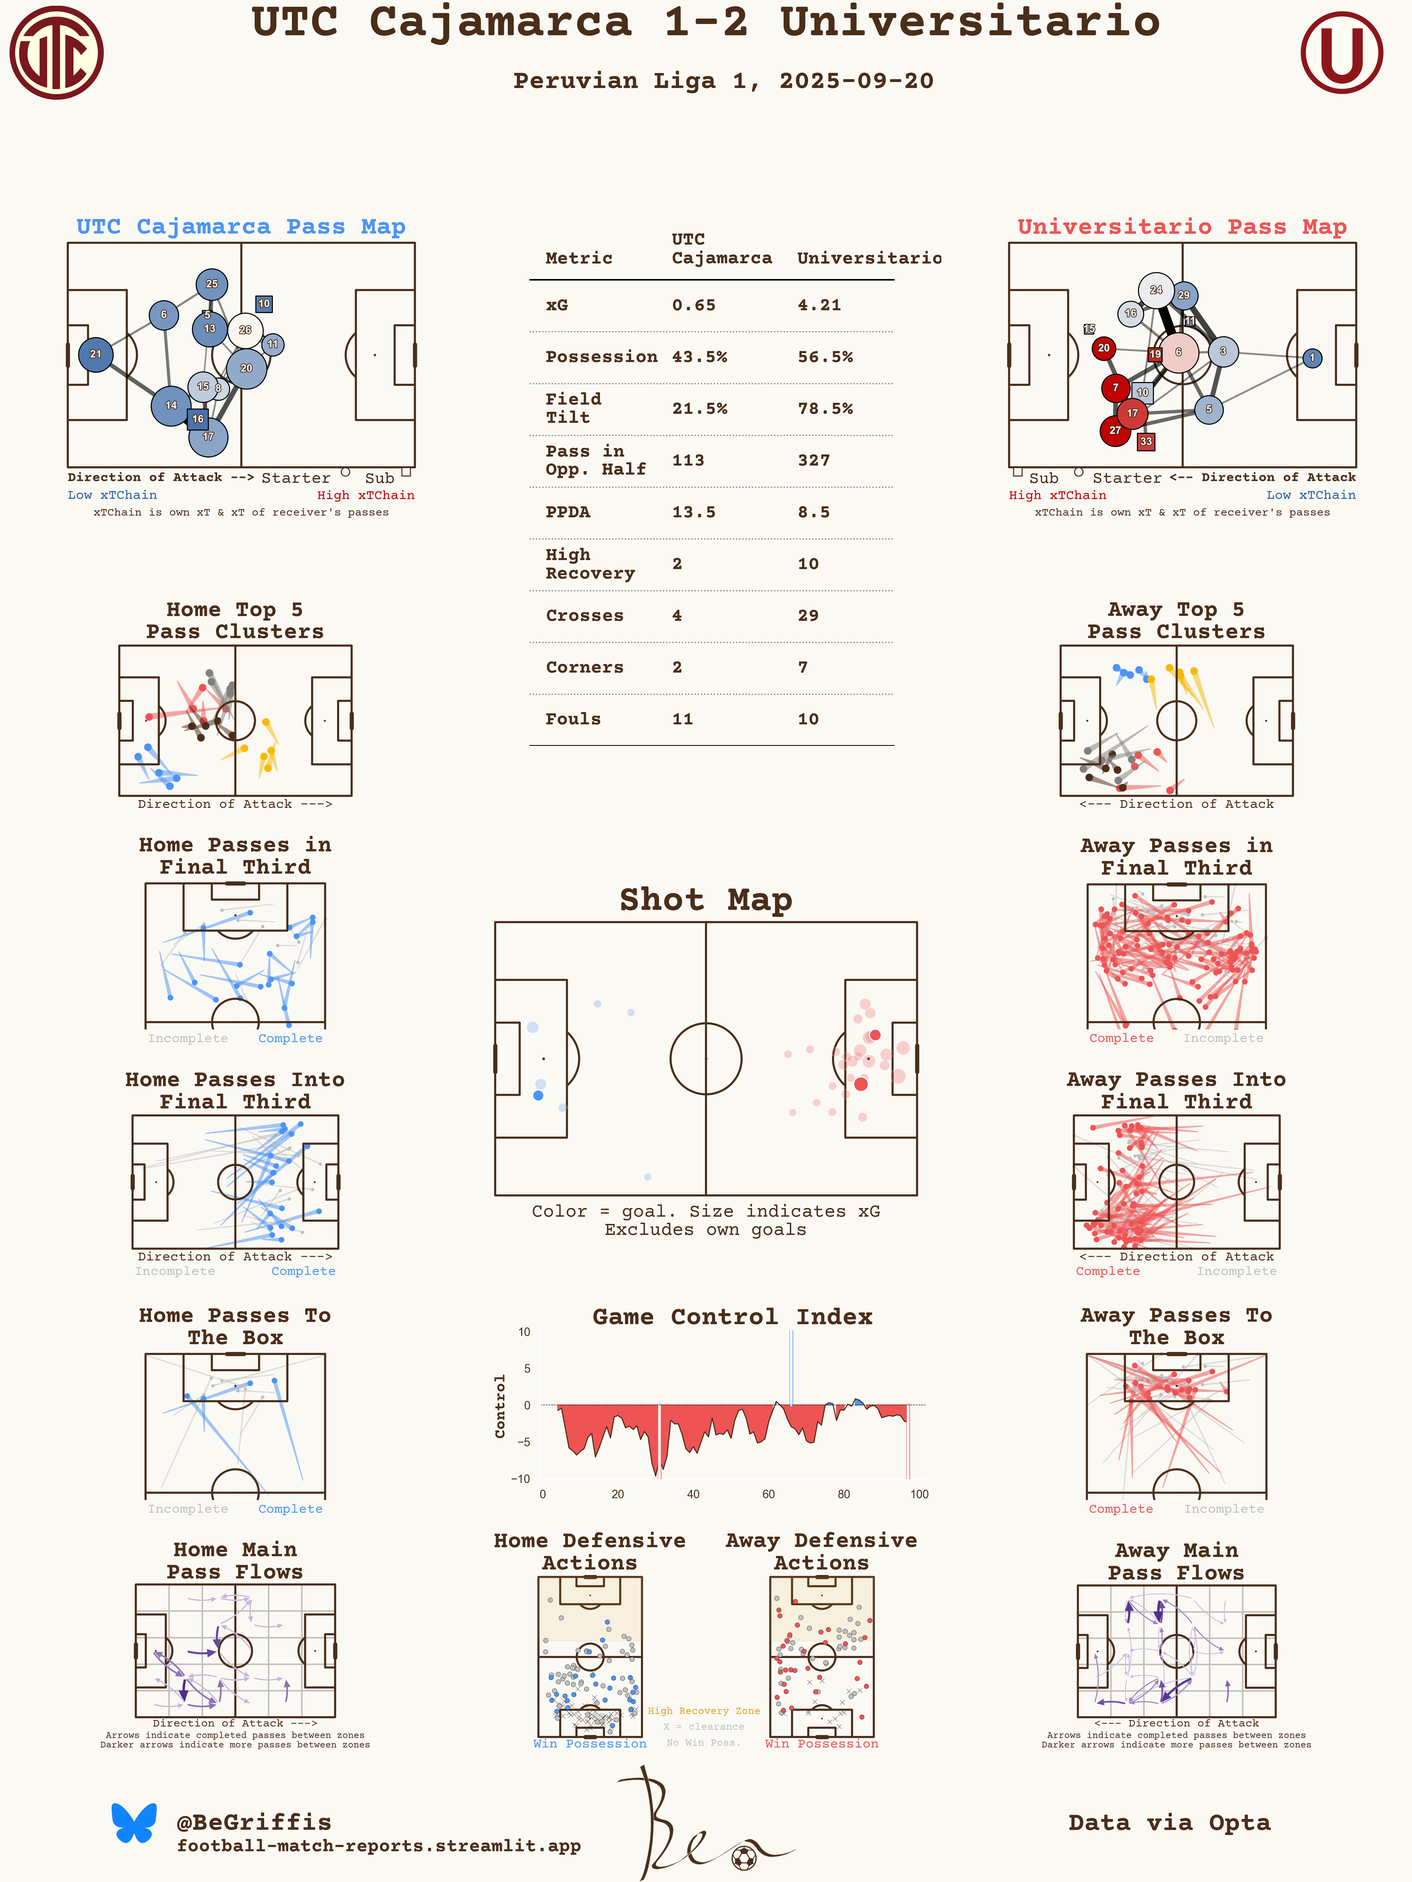 UTC Cajamarca 1-2 Universitario
Peruvian Liga 1, 2025-09-20
UTC
U
UTC Cajamarca Pass Map
25
10
6
5
13
26
11
21
20
15
8
14
16
17
Direction of Attack --> Starter Sub
Low xTChain High xTChain
xTChain is own xT & xT of receiver's passes
Metric UTC Cajamarca Universitario
xG 0.65 4.21
Possession 43.5% 56.5%
Field Tilt 21.5% 78.5%
Pass in Opp. Half 113 327
PPDA 13.5 8.5
High Recovery 2 10
Crosses 4 29
Corners 2 7
Fouls 11 10
Universitario Pass Map
24
29
16
11
15
20
19
6
3
1
7
10
17
5
27
33
Sub Starter <-- Direction of Attack
High xTChain Low xTChain
xTChain is own xT & xT of receiver's passes
Home Top 5
Pass Clusters
Direction of Attack --->
Away Top 5
Pass Clusters
<--- Direction of Attack
Home Passes in
Final Third
Incomplete Complete
Away Passes in
Final Third
Complete Incomplete
Shot Map
Color = goal. Size indicates xG
Excludes own goals
Home Passes Into
Final Third
Direction of Attack --->
Incomplete Complete
Away Passes Into
Final Third
<--- Direction of Attack
Complete Incomplete
Home Passes To
The Box
Incomplete Complete
Game Control Index
Control
10
5
0
−5
−10
0 20 40 60 80 100
Away Passes To
The Box
Complete Incomplete
Home Main
Pass Flows
Direction of Attack --->
Arrows indicate completed passes between zones
Darker arrows indicate more passes between zones
Home Defensive
Actions
Win Possession
High Recovery Zone
X = clearance
No Win Poss.
Away Defensive
Actions
Win Possession
Away Main
Pass Flows
<--- Direction of Attack
Arrows indicate completed passes between zones
Darker arrows indicate more passes between zones
@BeGriffis
football-match-reports.streamlit.app
Ben
Data via Opta